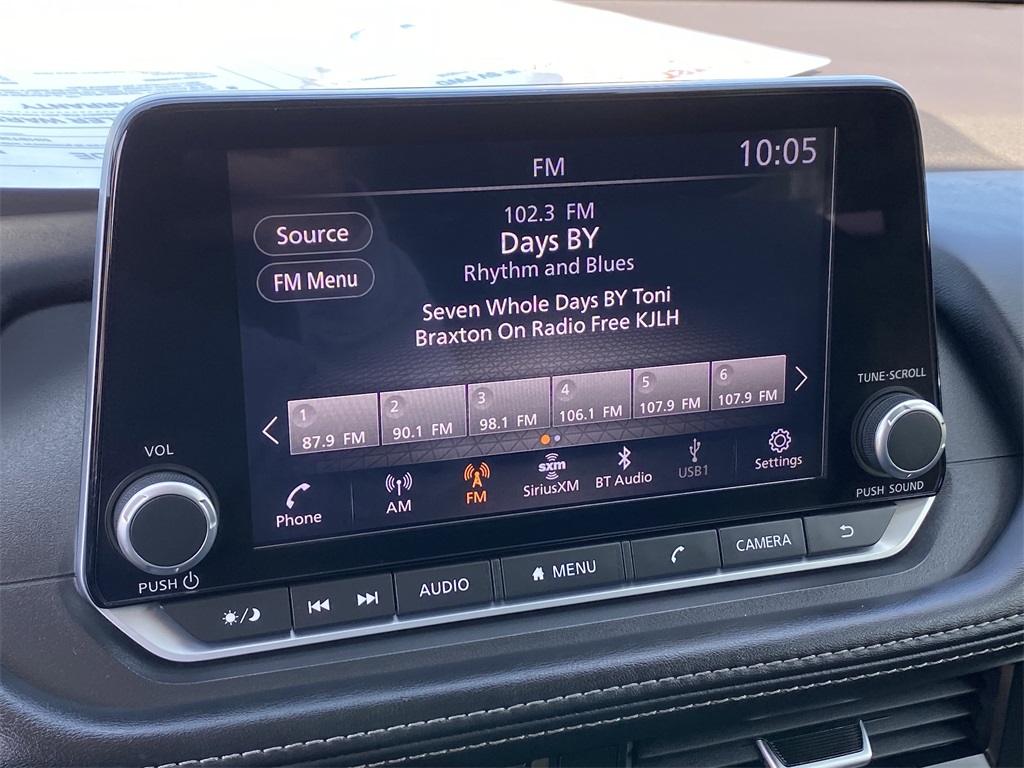 FM
10:05
Source
FM Menu
102.3 FM
Days BY
Rhythm and Blues
Seven Whole Days BY Toni
Braxton On Radio Free KJLH
1
87.9 FM
2
90.1 FM
3
98.1 FM
4
106.1 FM
5
107.9 FM
6
107.9 FM
Phone
AM
FM
sxm
SiriusXM
BT Audio
USB1
Settings
VOL
PUSH
TUNE·SCROLL
PUSH SOUND
AUDIO
MENU
CAMERA